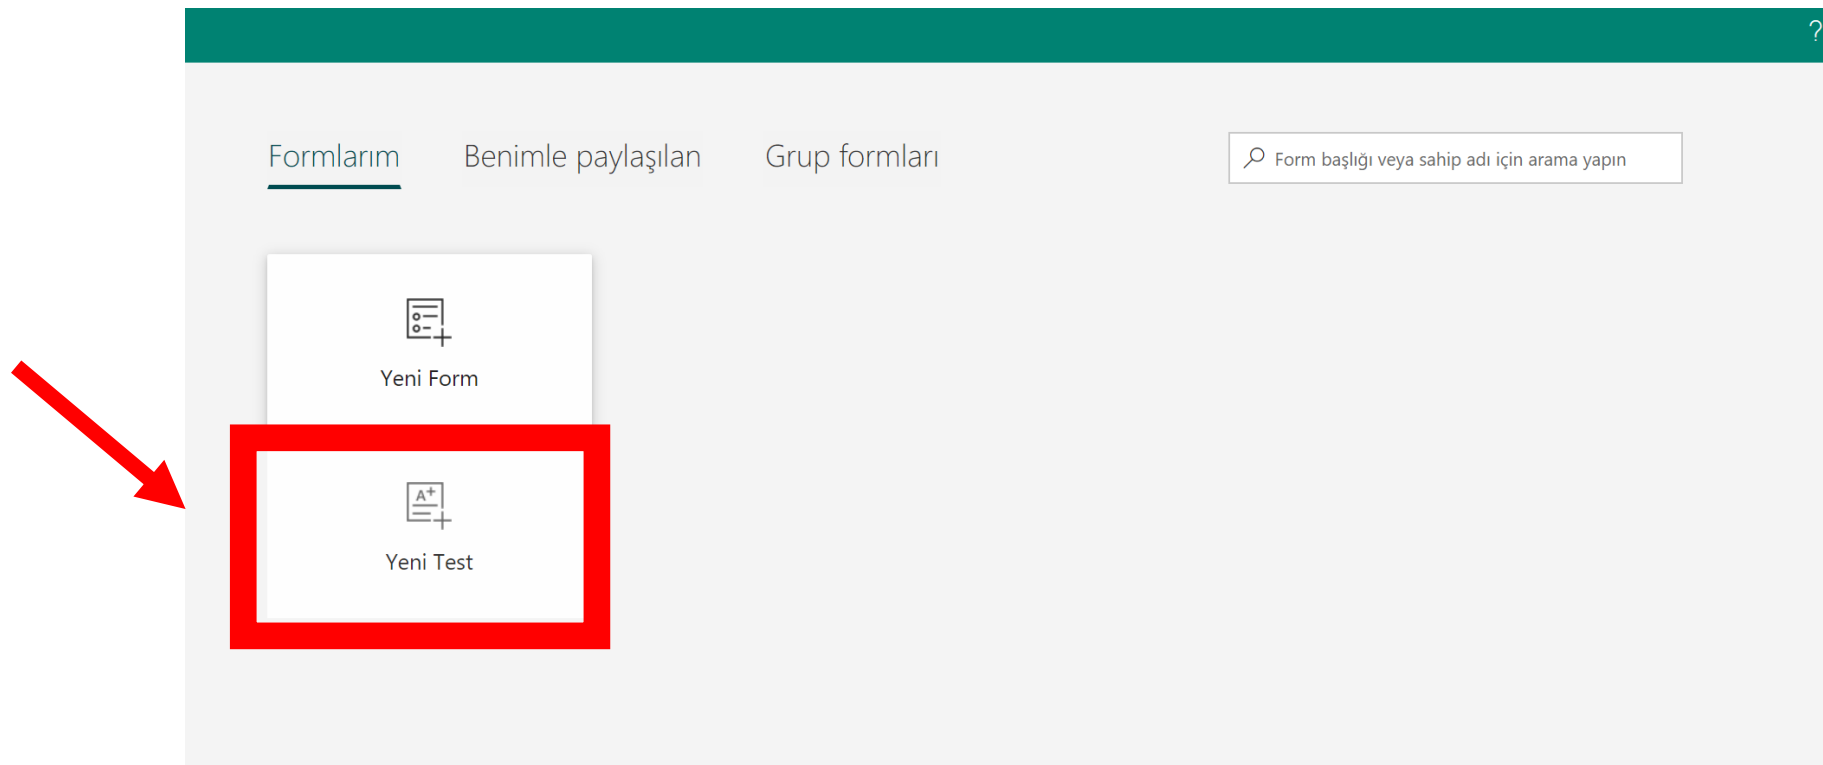 ?
Formlarım Benimle paylaşılan Grup formları
Form başlığı veya sahip adı için arama yapın
Yeni Form
A+
Yeni Test